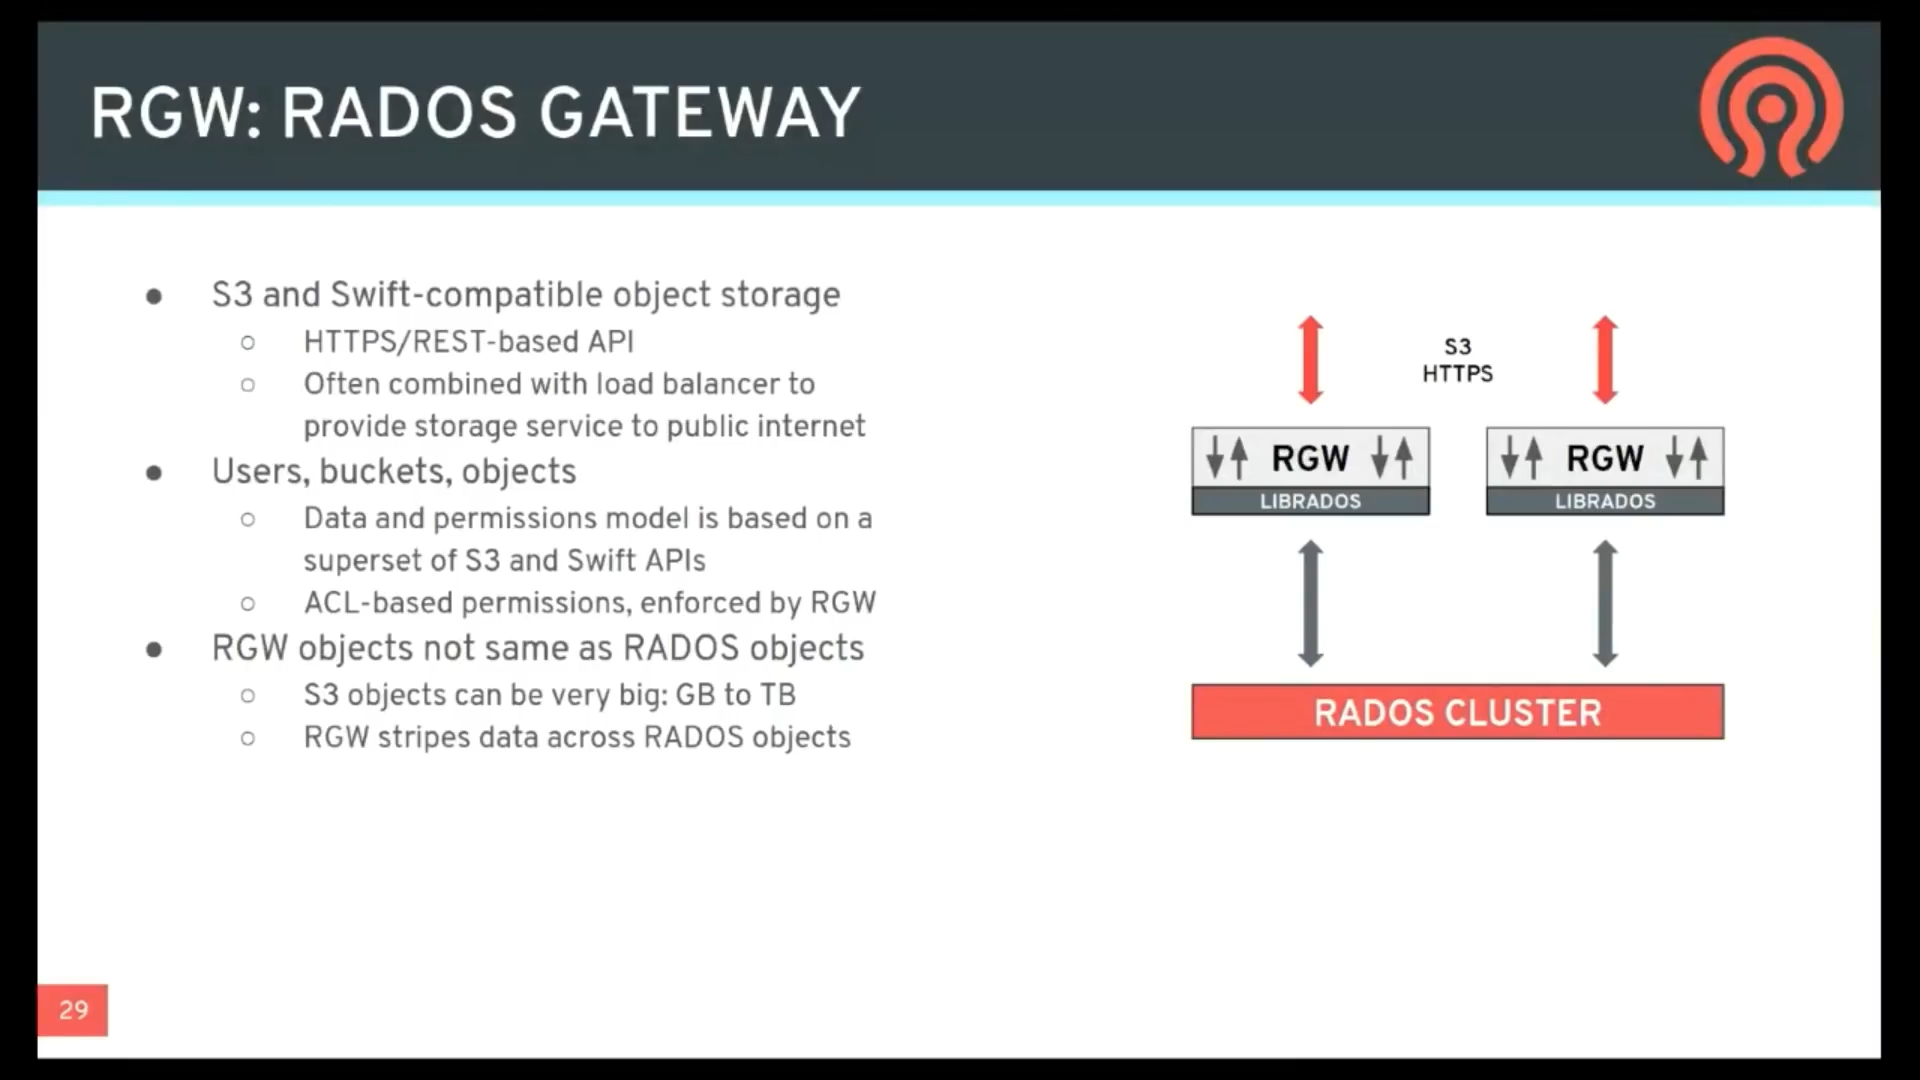 RGW: RADOS GATEWAY
● S3 and Swift-compatible object storage
○ HTTPS/REST-based API
○ Often combined with load balancer to
provide storage service to public internet
● Users, buckets, objects
○ Data and permissions model is based on a
superset of S3 and Swift APIs
○ ACL-based permissions, enforced by RGW
● RGW objects not same as RADOS objects
○ S3 objects can be very big: GB to TB
○ RGW stripes data across RADOS objects
S3
HTTPS
RGW
LIBRADOS
RGW
LIBRADOS
RADOS CLUSTER
29